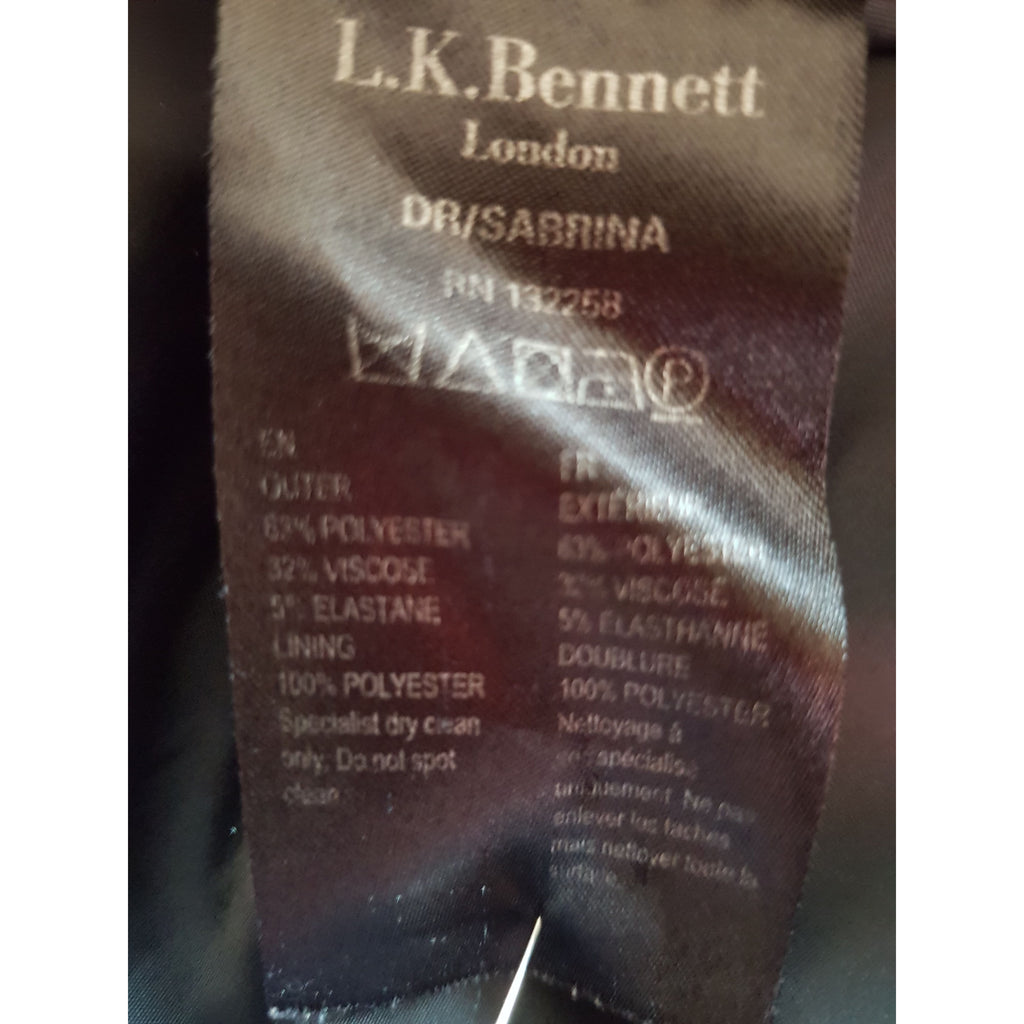 L.K.Bennett
London
DR/SABRINA
RN 132258
P
EN
OUTER
63% POLYESTER
32% VISCOSE
5% ELASTANE
LINING
100% POLYESTER
Specialist dry clean
only. Do not spot
clean
FR
EXTÉRIEUR
63% POLYESTER
32% VISCOSE
5% ELASTHANNE
DOUBLURE
100% POLYESTER
Nettoyage à
sec spécialisé
uniquement. Ne pas
enlever les taches
mais nettoyer toute la
surface